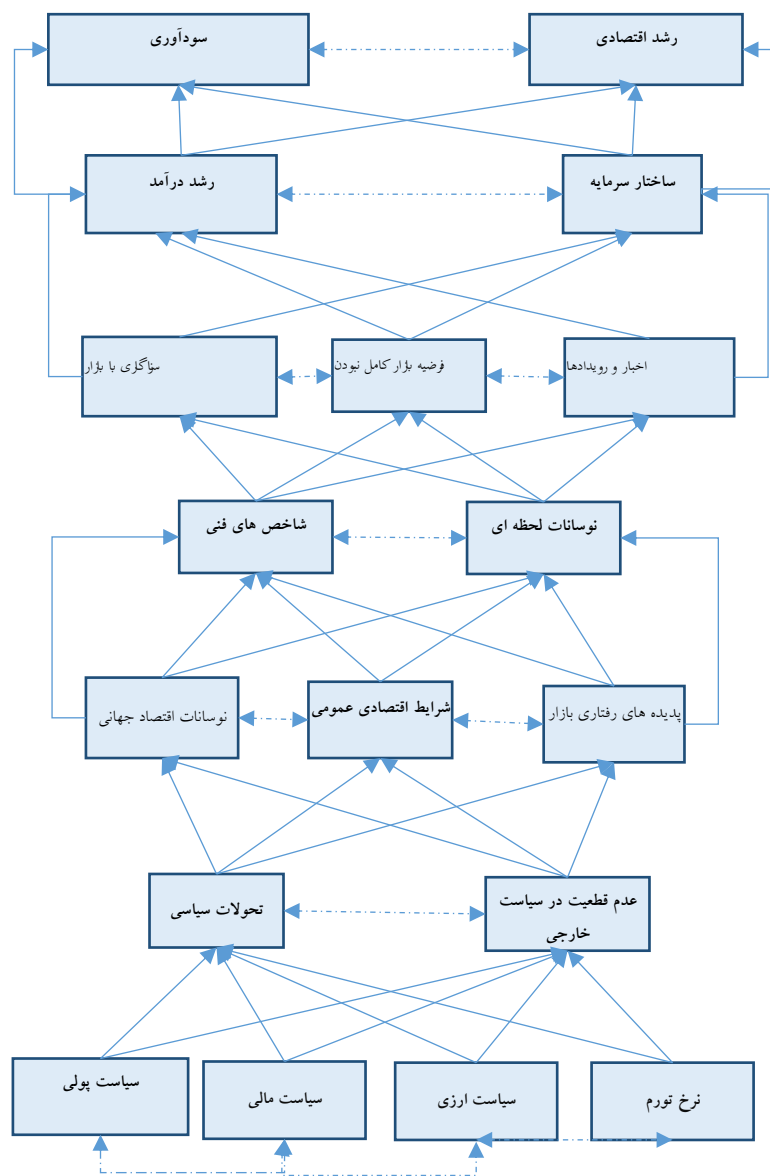 رشد اقتصادی
سودآوری
ساختار سرمایه
رشد درآمد
اخبار و رویدادها
فرضیه بازار کامل نبودن
سازگاری با بازار
نوسانات لحظه ای
شاخص های فنی
پدیده های رفتاری بازار
شرایط اقتصادی عمومی
نوسانات اقتصاد جهانی
عدم قطعیت در سیاست
خارجی
تحولات سیاسی
نرخ تورم
سیاست ارزی
سیاست مالی
سیاست پولی